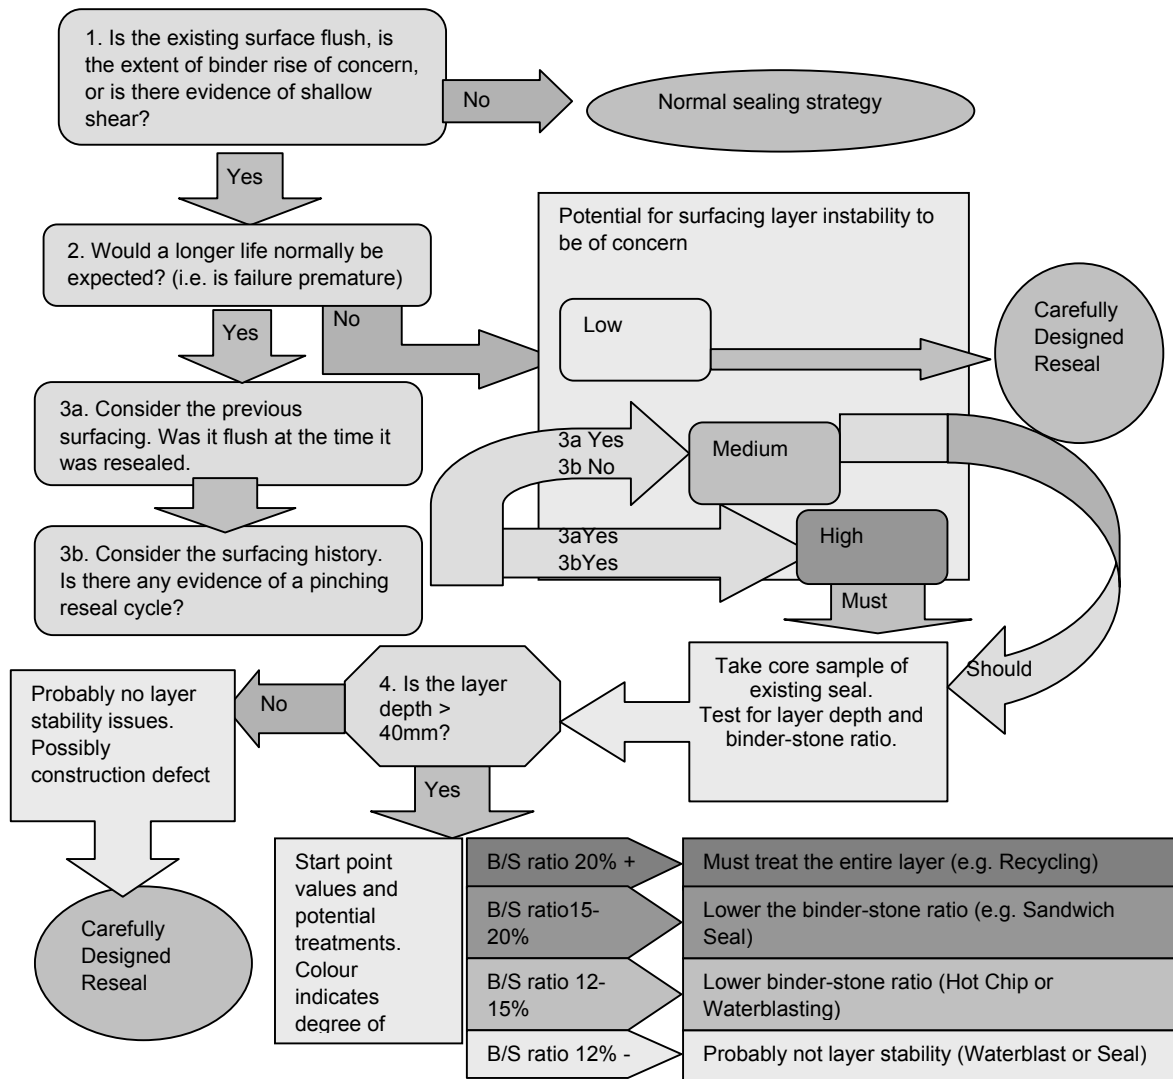 1. Is the existing surface flush, is
the extent of binder rise of concern,
or is there evidence of shallow
shear?
No
Normal sealing strategy
Yes
2. Would a longer life normally be
expected? (i.e. is failure premature)
Yes
No
Potential for surfacing layer instability to
be of concern
Low
Carefully
Designed
Reseal
3a. Consider the previous
surfacing. Was it flush at the time it
was resealed.
3a Yes
3b No
Medium
3b. Consider the surfacing history.
Is there any evidence of a pinching
reseal cycle?
3aYes
3bYes
High
Must
Should
Take core sample of
existing seal.
Test for layer depth and
binder-stone ratio.
4. Is the layer
depth >
40mm?
No
Probably no layer
stability issues.
Possibly
construction defect
Carefully
Designed
Reseal
Yes
Start point
values and
potential
treatments.
Colour
indicates
degree of
B/S ratio 20% +
Must treat the entire layer (e.g. Recycling)
B/S ratio15-
20%
Lower the binder-stone ratio (e.g. Sandwich
Seal)
B/S ratio 12-
15%
Lower binder-stone ratio (Hot Chip or
Waterblasting)
B/S ratio 12% -
Probably not layer stability (Waterblast or Seal)